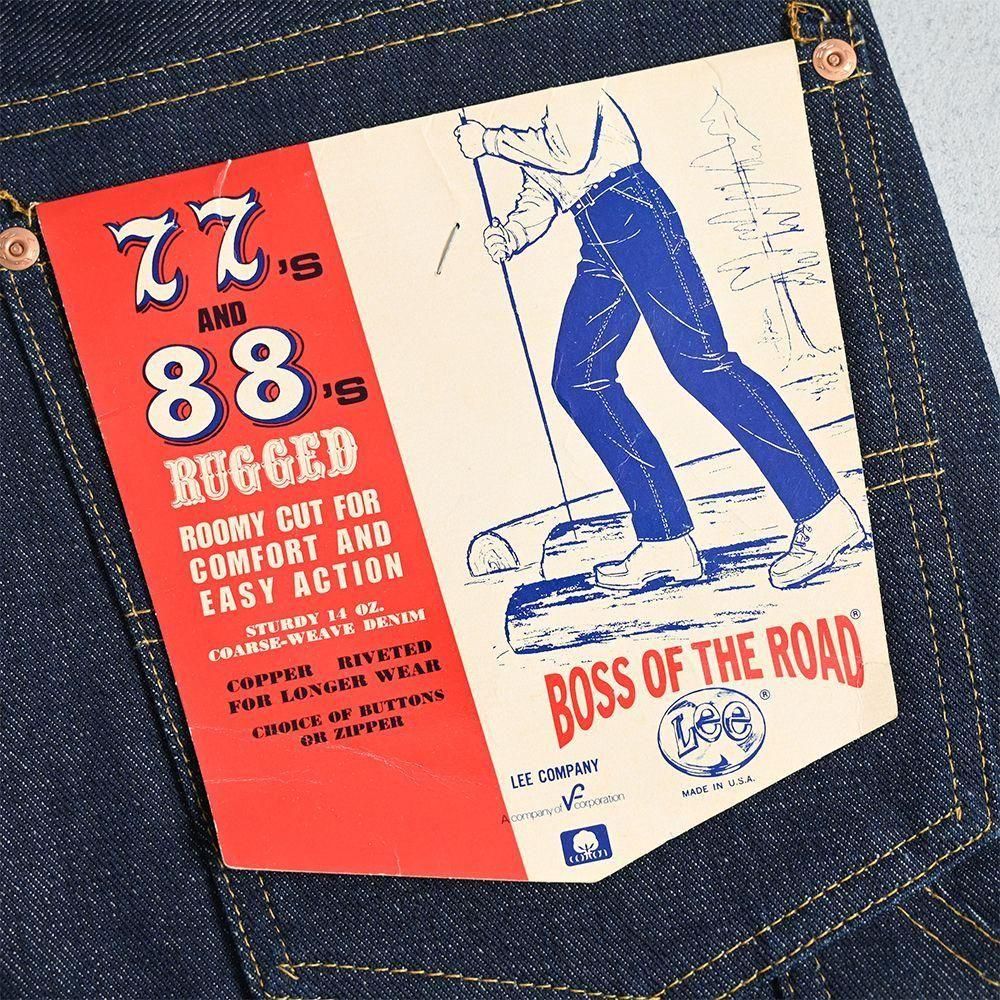 77's
AND
88's
RUGGED
ROOMY CUT FOR
COMFORT AND
EASY ACTION
STURDY 14 OZ.
COARSE-WEAVE DENIM
COPPER RIVETED
FOR LONGER WEAR
CHOICE OF BUTTONS
OR ZIPPER
BOSS OF THE ROAD®
Lee®
MADE IN U.S.A.
LEE COMPANY
A company of VF corporation
COTTON